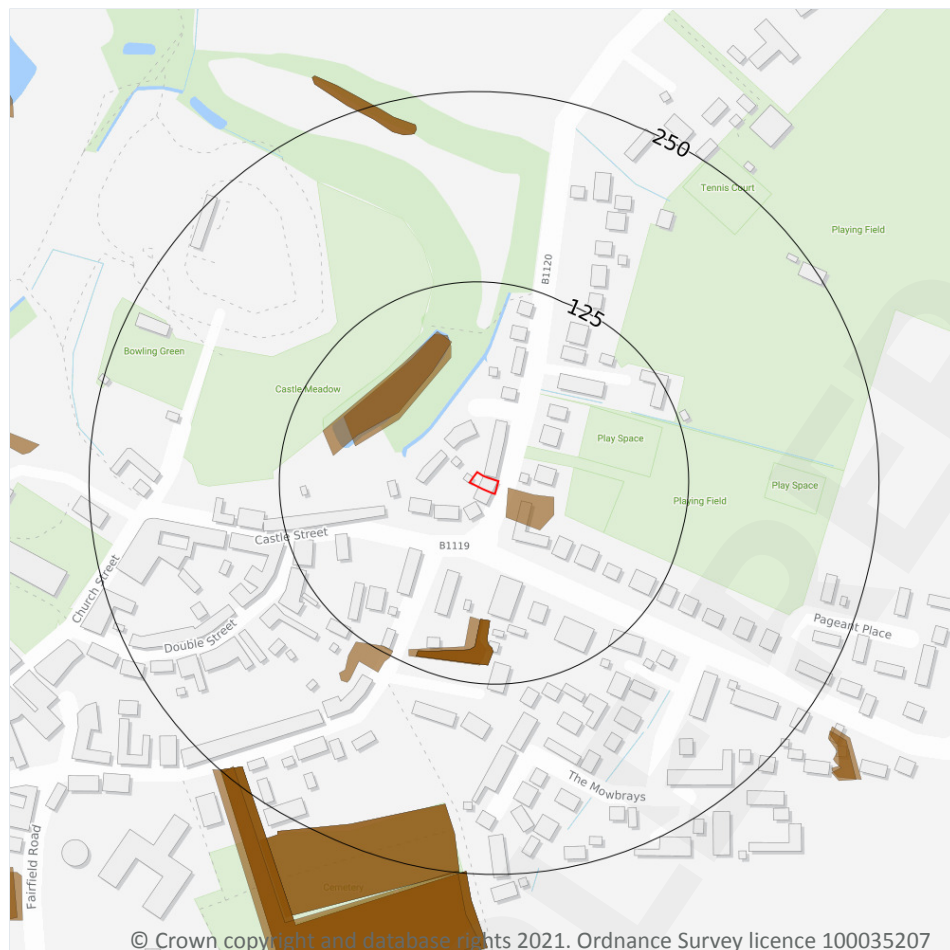 250
Tennis Court
Playing Field
B1120
125
Bowling Green
Castle Meadow
Play Space
Play Space
Playing Field
Castle Street
B1119
Church Street
Double Street
Pageant Place
The Mowbrays
Fairfield Road
Cemetery
© Crown copyright and database rights 2021. Ordnance Survey licence 100035207